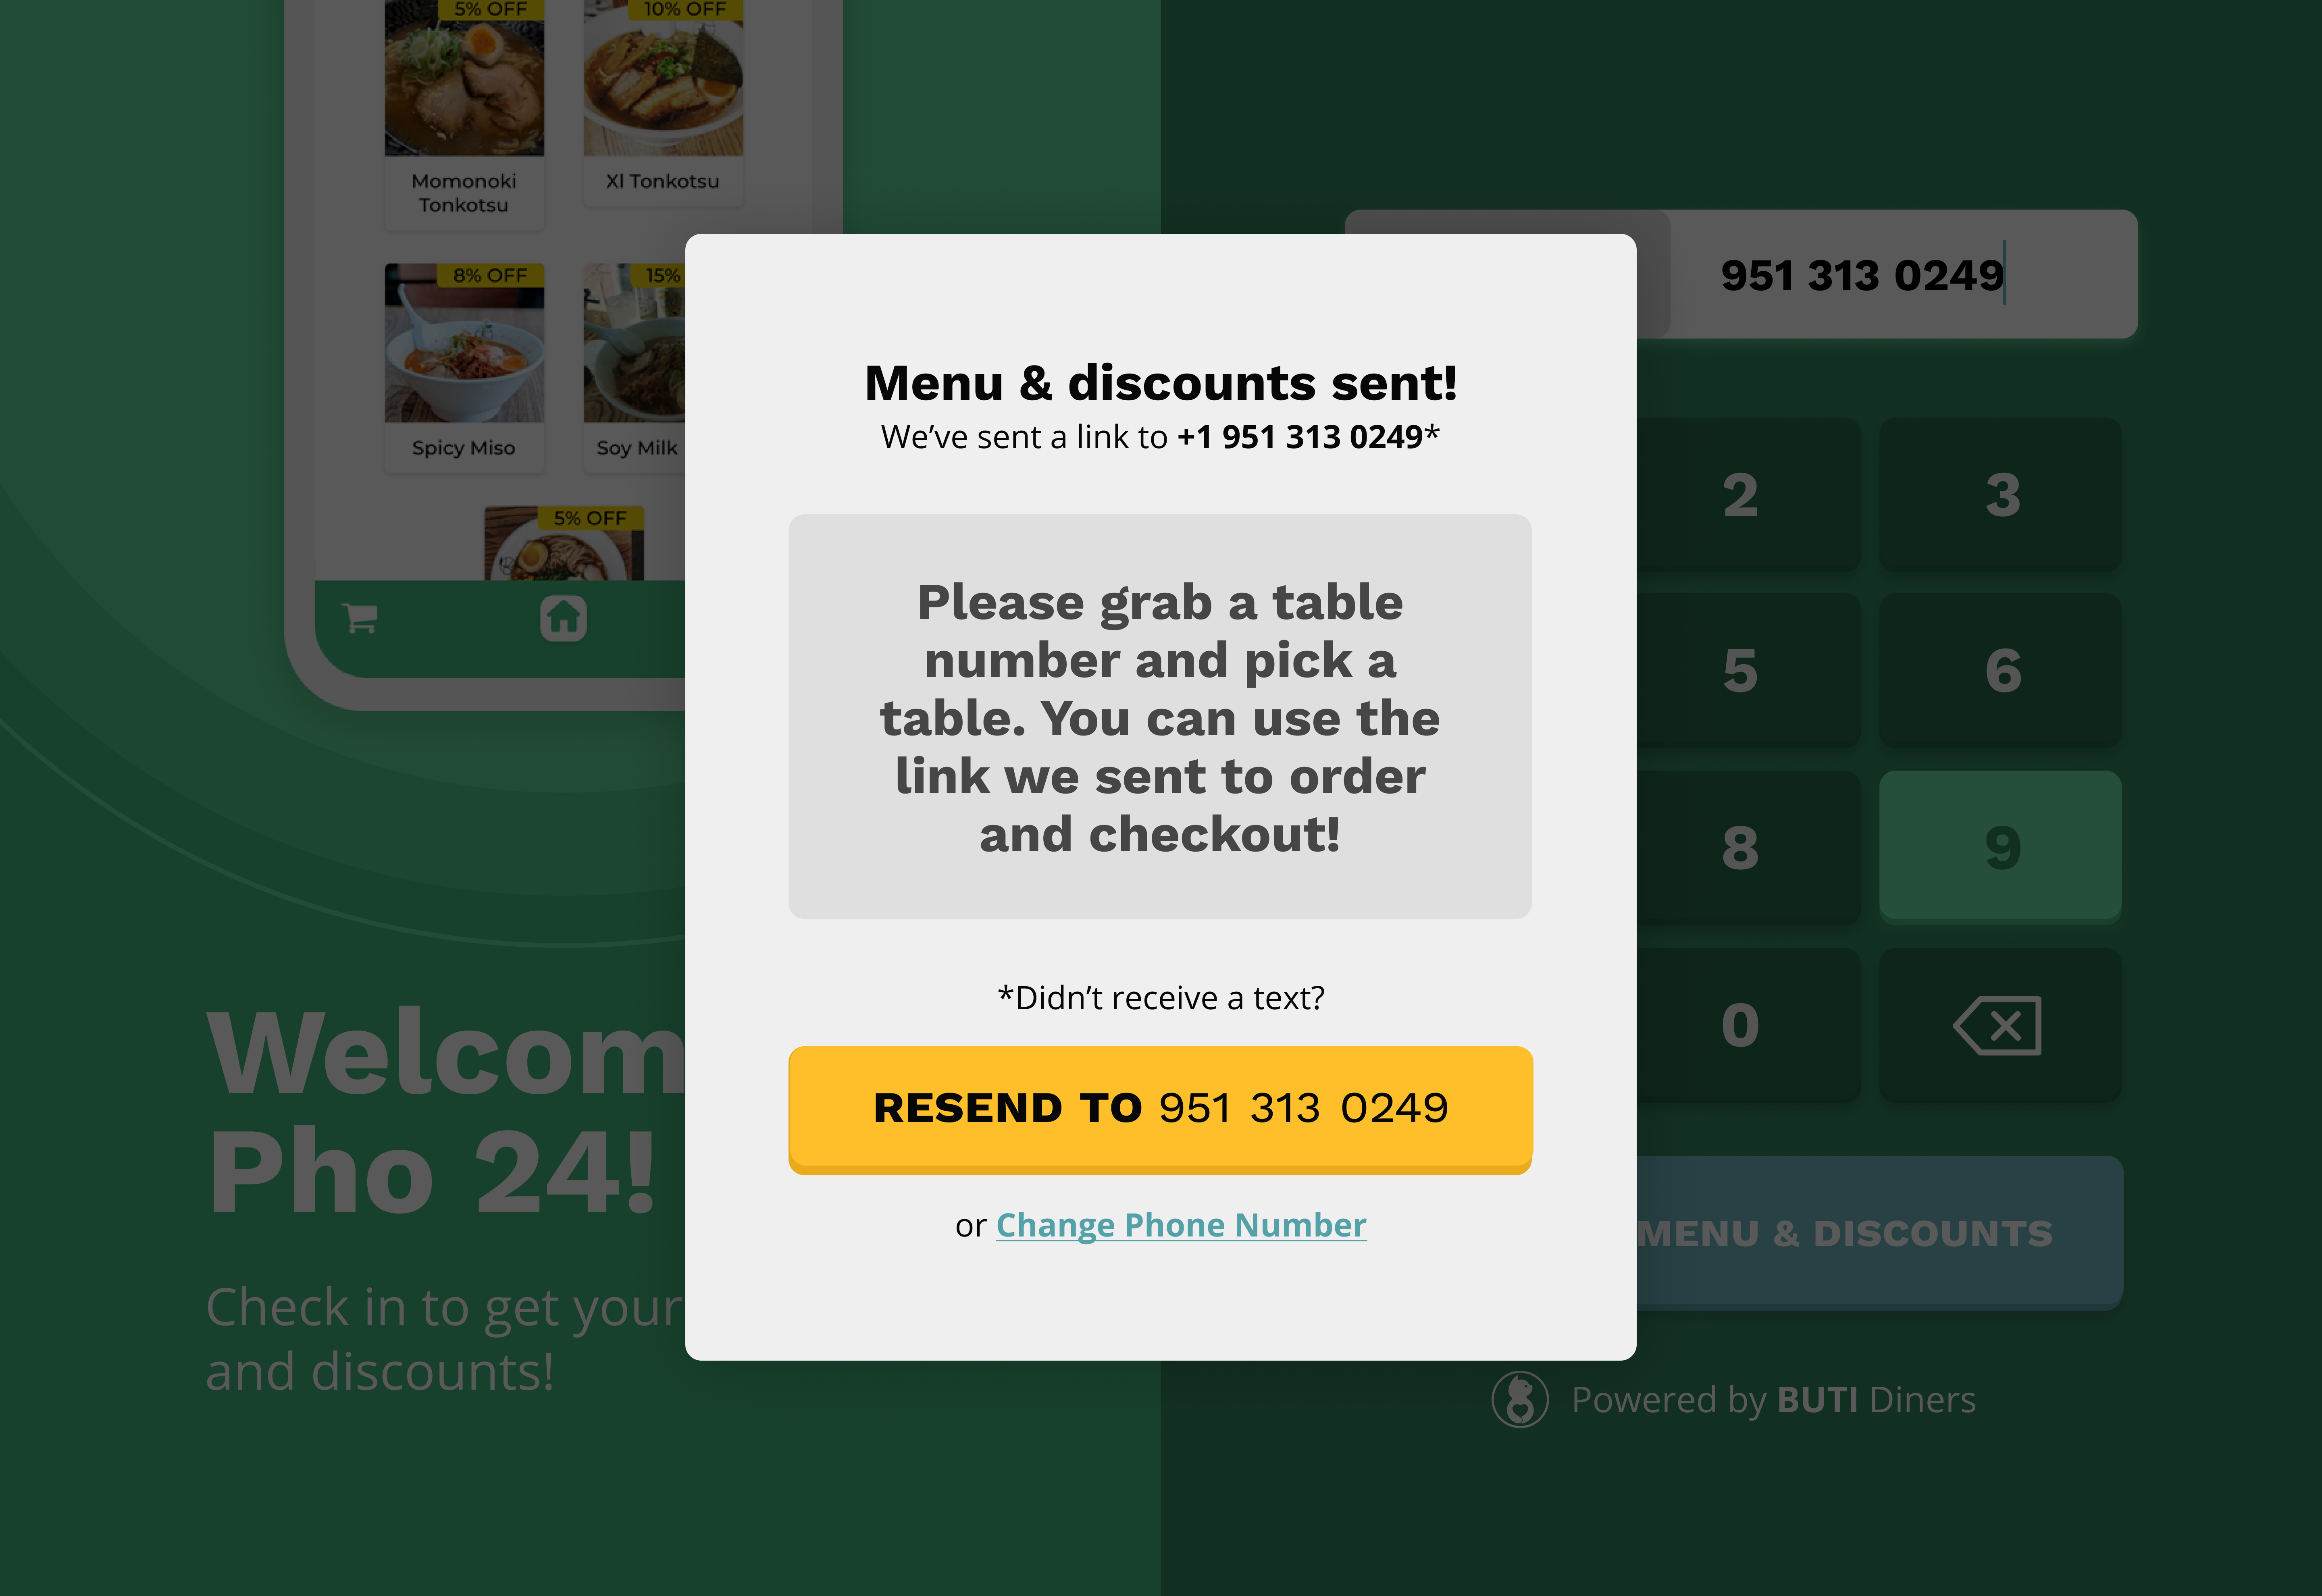 5% OFF
10% OFF
Momonoki
Tonkotsu
Xl Tonkotsu
8% OFF
15%
Spicy Miso
Soy Milk
5% OFF
Welcom
Pho 24!
Check in to get your
and discounts!
Menu & discounts sent!
We’ve sent a link to +1 951 313 0249*
Please grab a table
number and pick a
table. You can use the
link we sent to order
and checkout!
*Didn’t receive a text?
RESEND TO 951 313 0249
or Change Phone Number
951 313 0249
2 3
5 6
8 9
0
MENU & DISCOUNTS
Powered by BUTI Diners